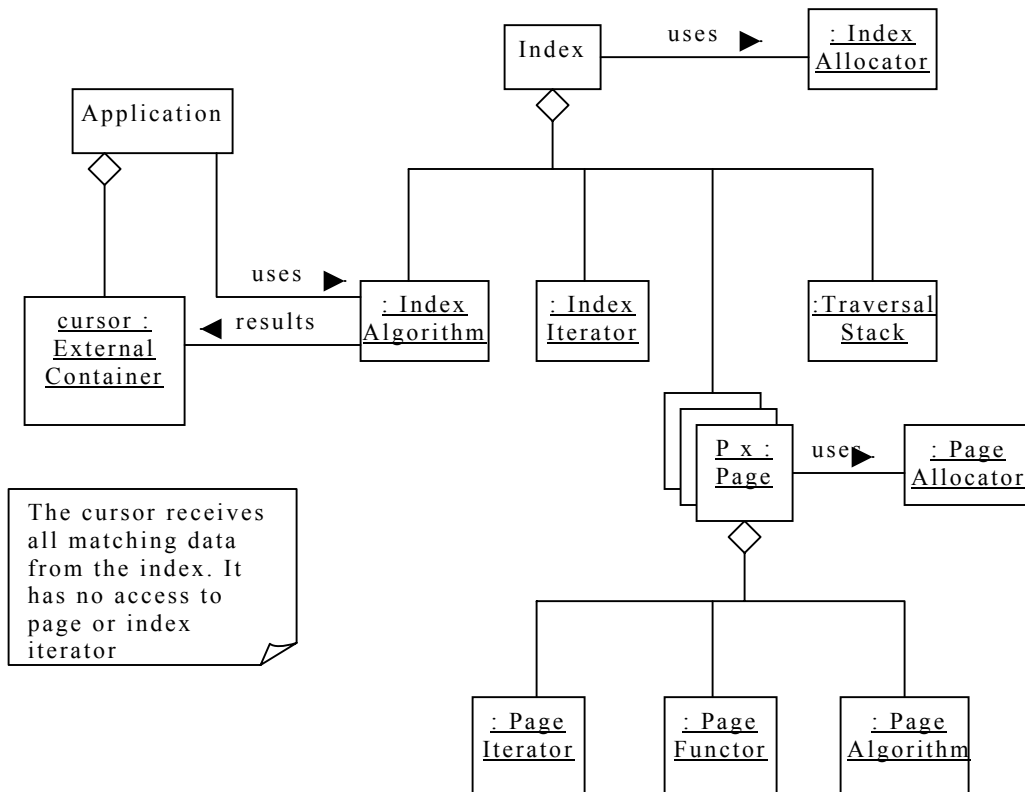 uses
Index
: Index
Allocator
Application
uses
results
cursor :
External
Container
: Index
Algorithm
: Index
Iterator
:Traversal
Stack
P x :
Page
uses
: Page
Allocator
The cursor receives
all matching data
from the index. It
has no access to
page or index
iterator
: Page
Iterator
: Page
Functor
: Page
Algorithm